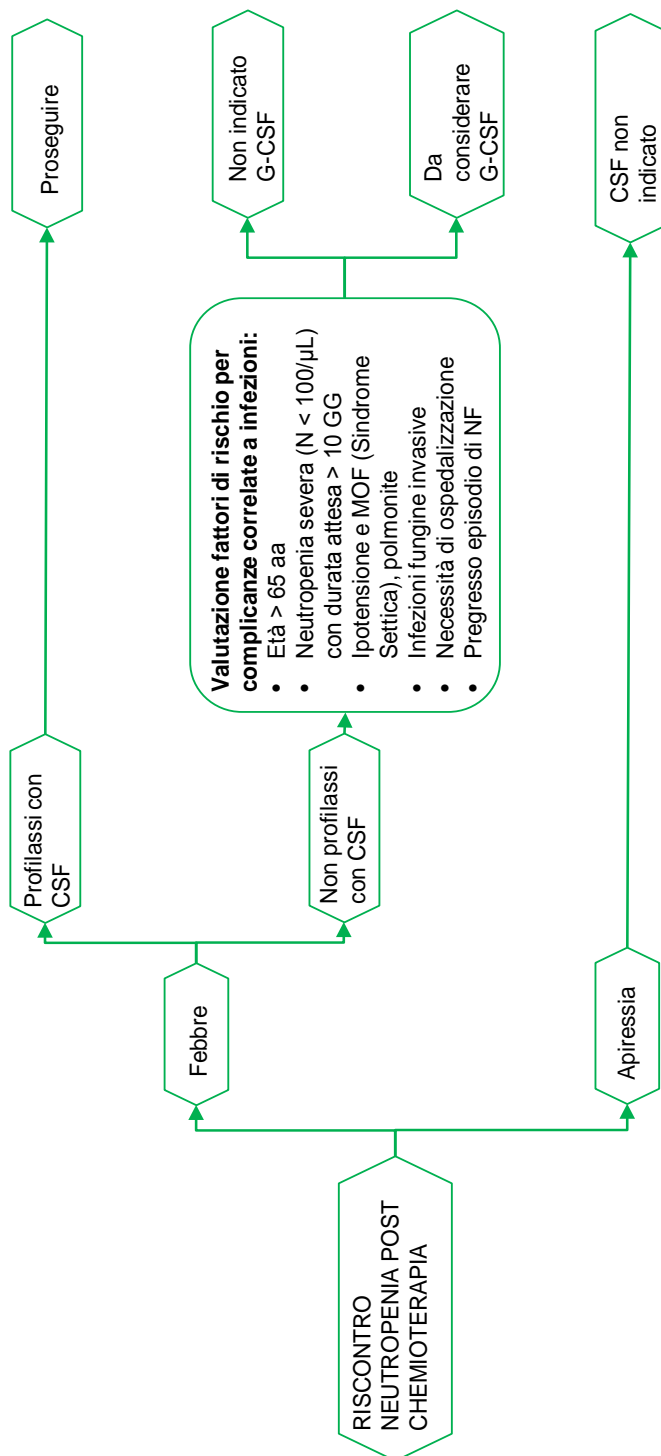 RISCONTRO
NEUTROPENIA POST
CHEMIOTERAPIA
Febbre
Apiressia
Profilassi con
CSF
Non profilassi
con CSF
Valutazione fattori di rischio per
complicanze correlate a infezioni:
• Età > 65 aa
• Neutropenia severa (N < 100/µL)
con durata attesa > 10 GG
• Ipotensione e MOF (Sindrome
Settica), polmonite
• Infezioni fungine invasive
• Necessità di ospedalizzazione
• Pregresso episodio di NF
Proseguire
Non indicato
G-CSF
Da
considerare
G-CSF
CSF non
indicato